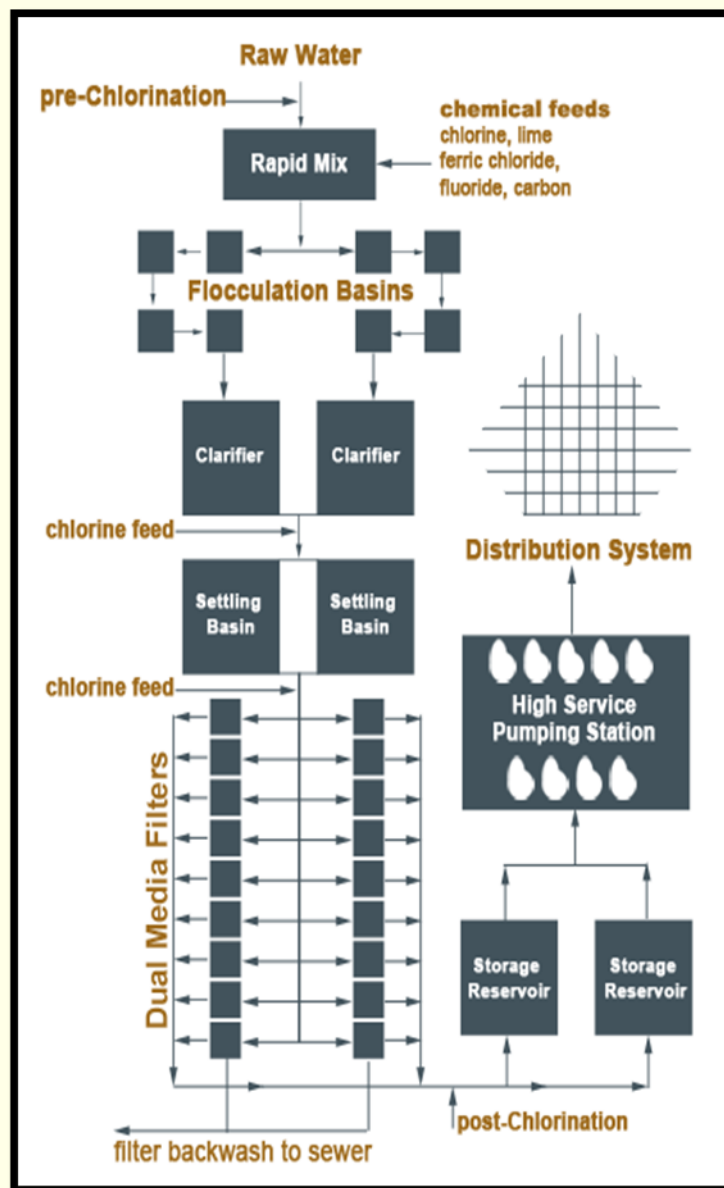 Raw Water
pre-Chlorination
chemical feeds
chlorine, lime
ferric chloride,
fluoride, carbon
Rapid Mix
Flocculation Basins
Clarifier
Clarifier
chlorine feed
Settling
Basin
Settling
Basin
chlorine feed
Dual Media Filters
filter backwash to sewer
post-Chlorination
Storage
Reservoir
Storage
Reservoir
High Service
Pumping Station
Distribution System